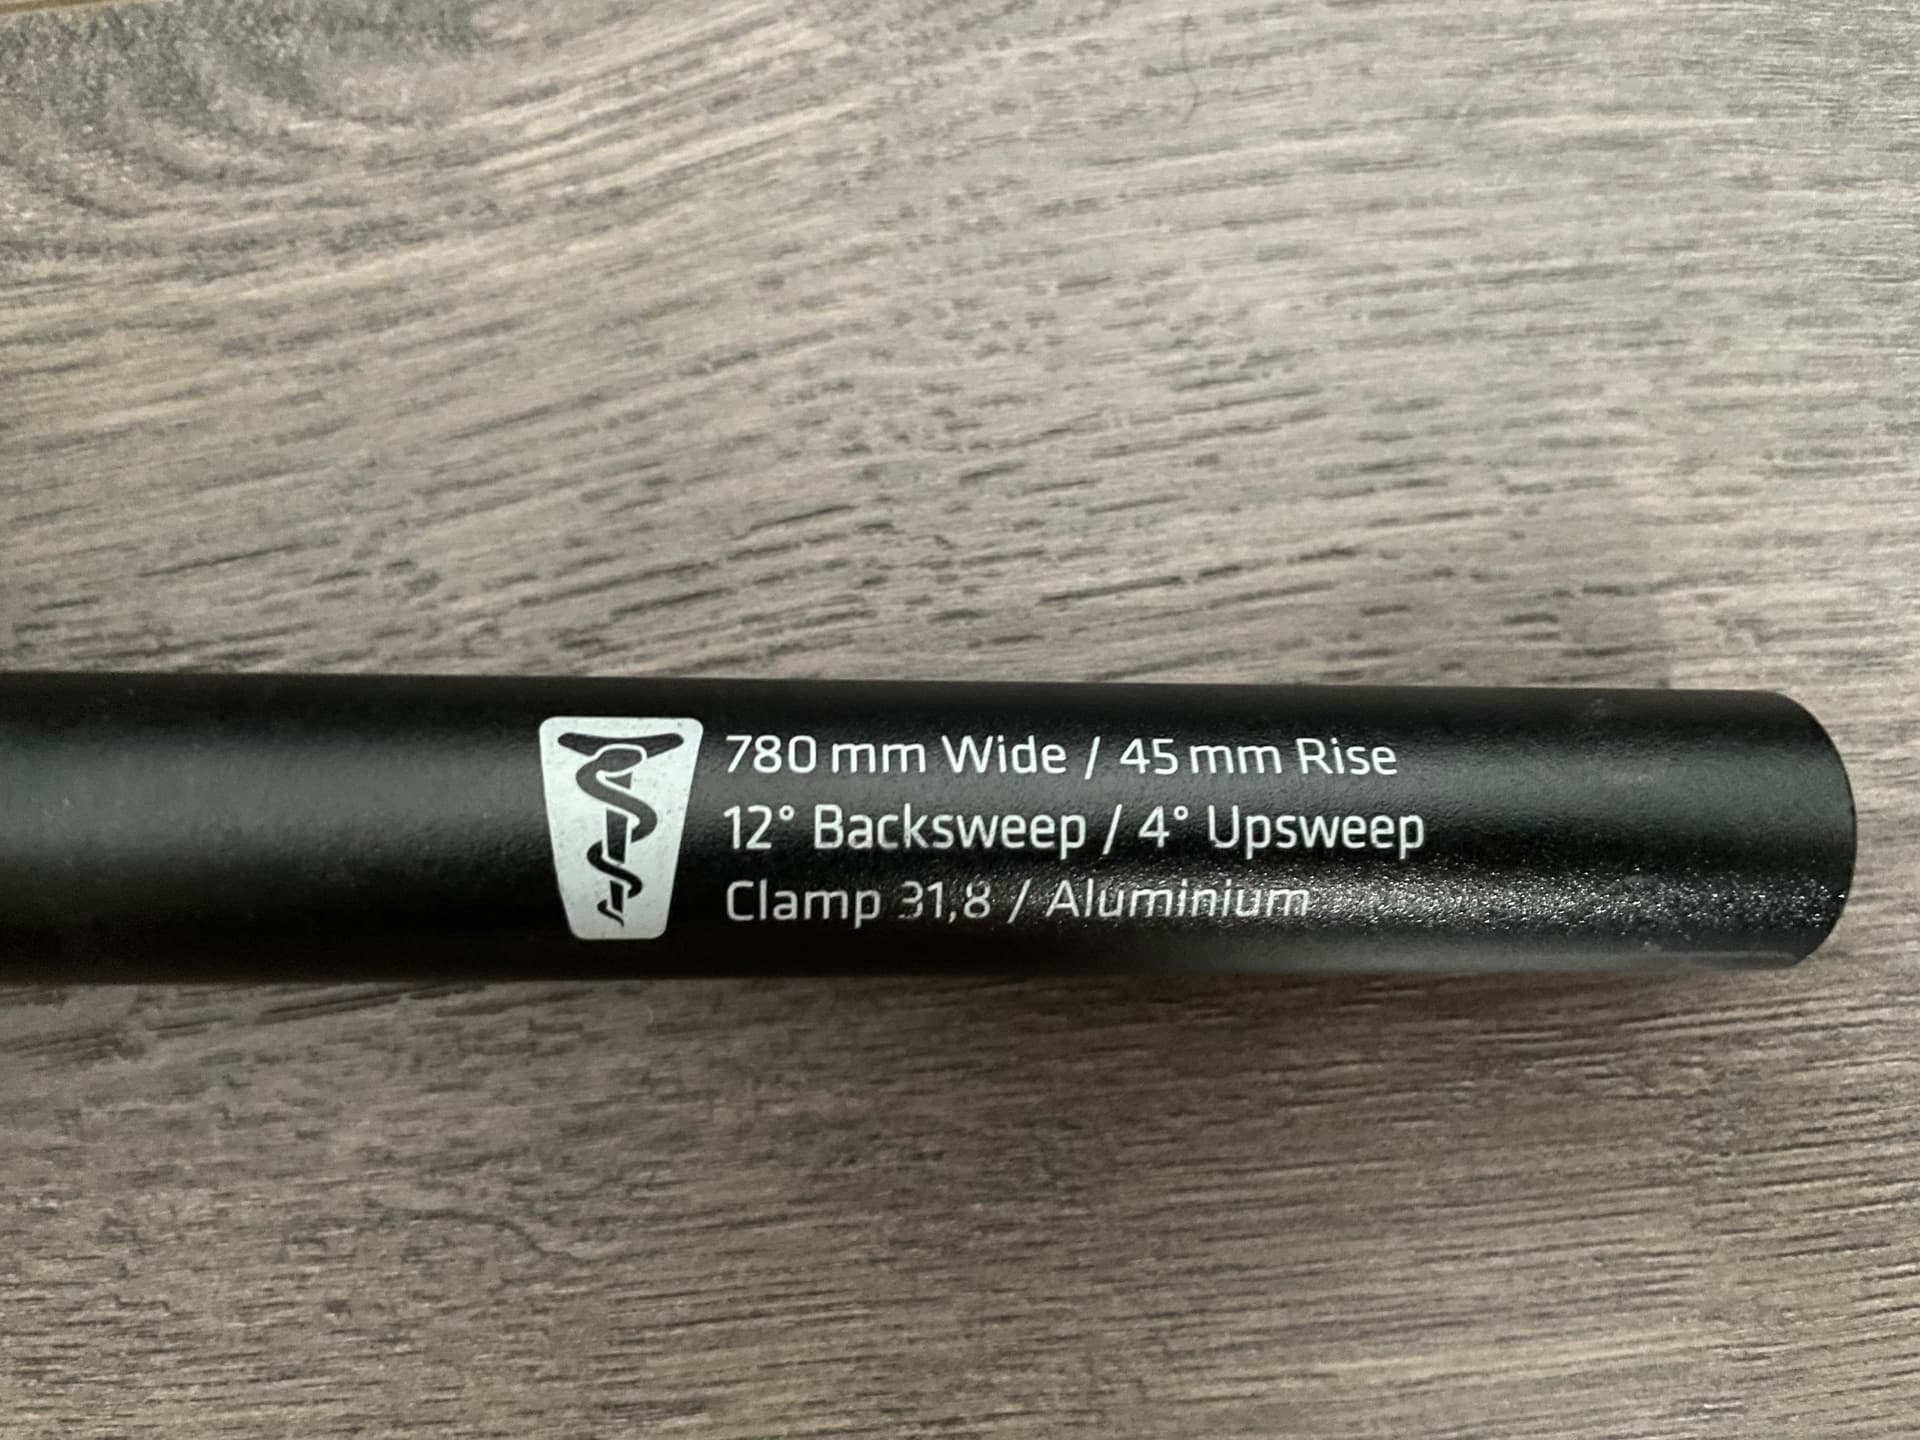 780 mm Wide / 45 mm Rise
12° Backsweep / 4° Upsweep
Clamp 31,8 / Aluminium